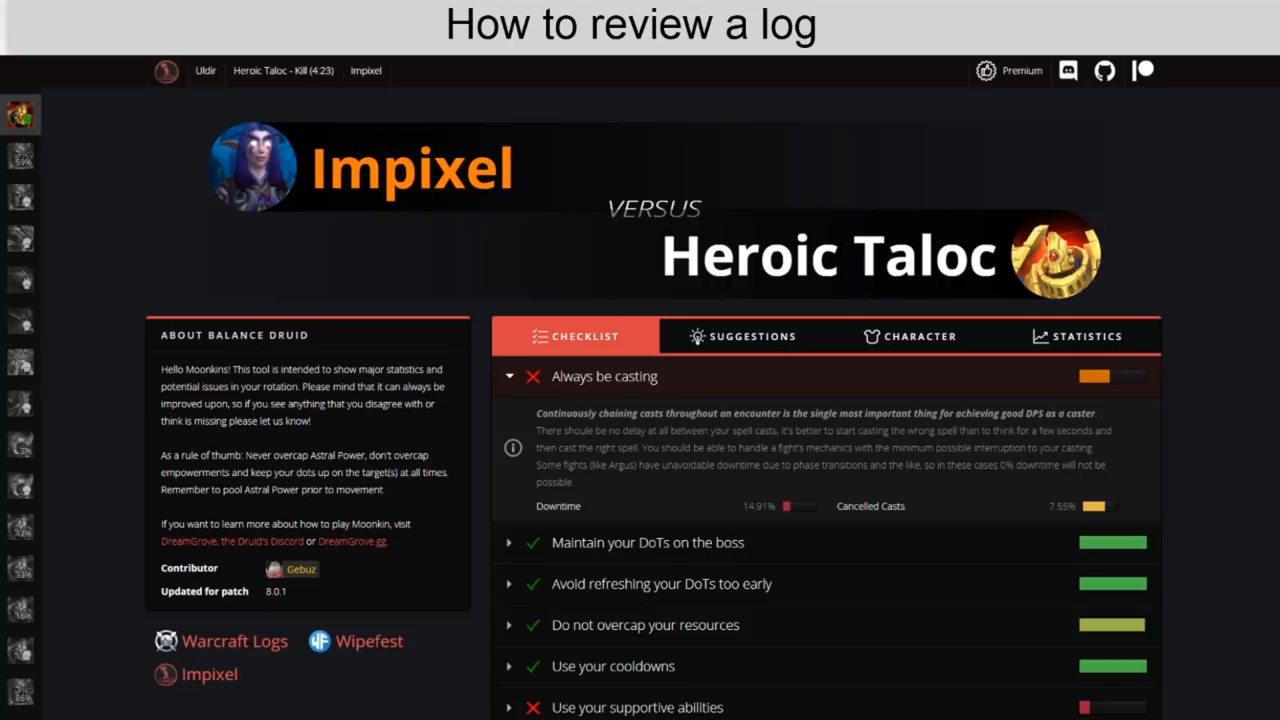 How to review a log
Uldir
Heroic Taloc - Kill (4:23)
Impixel
Premium
59%
Impixel
VERSUS
Heroic Taloc
ABOUT BALANCE DRUID
Hello Moonkins! This tool is intended to show major statistics and
potential issues in your rotation. Please mind that it can always be
improved upon, so if you see anything that you disagree with or
think is missing please let us know!
As a rule of thumb: Never overcap Astral Power, don't overcap
empowerments and keep your dots up on the target(s) at all times.
Remember to pool Astral Power prior to movement.
If you want to learn more about how to play Moonkin, visit
DreamGrove, the Druid's Discord or DreamGrove.gg.
Contributor Gebuz
Updated for patch 8.0.1
Warcraft Logs
WF Wipefest
Impixel
CHECKLIST
SUGGESTIONS
CHARACTER
STATISTICS
Always be casting
Continuously chaining casts throughout an encounter is the single most important thing for achieving good DPS as a caster.
There should be no delay at all between your spell casts, it's better to start casting the wrong spell than to think for a few seconds and
then cast the right spell. You should be able to handle a fight's mechanics with the minimum possible interruption to your casting.
Some fights (like Argus) have unavoidable downtime due to phase transitions and the like, so in these cases 0% downtime will not be
possible.
Downtime 14.91% Cancelled Casts 7.55%
Maintain your DoTs on the boss
Avoid refreshing your DoTs too early
Do not overcap your resources
Use your cooldowns
Use your supportive abilities
33%
86%